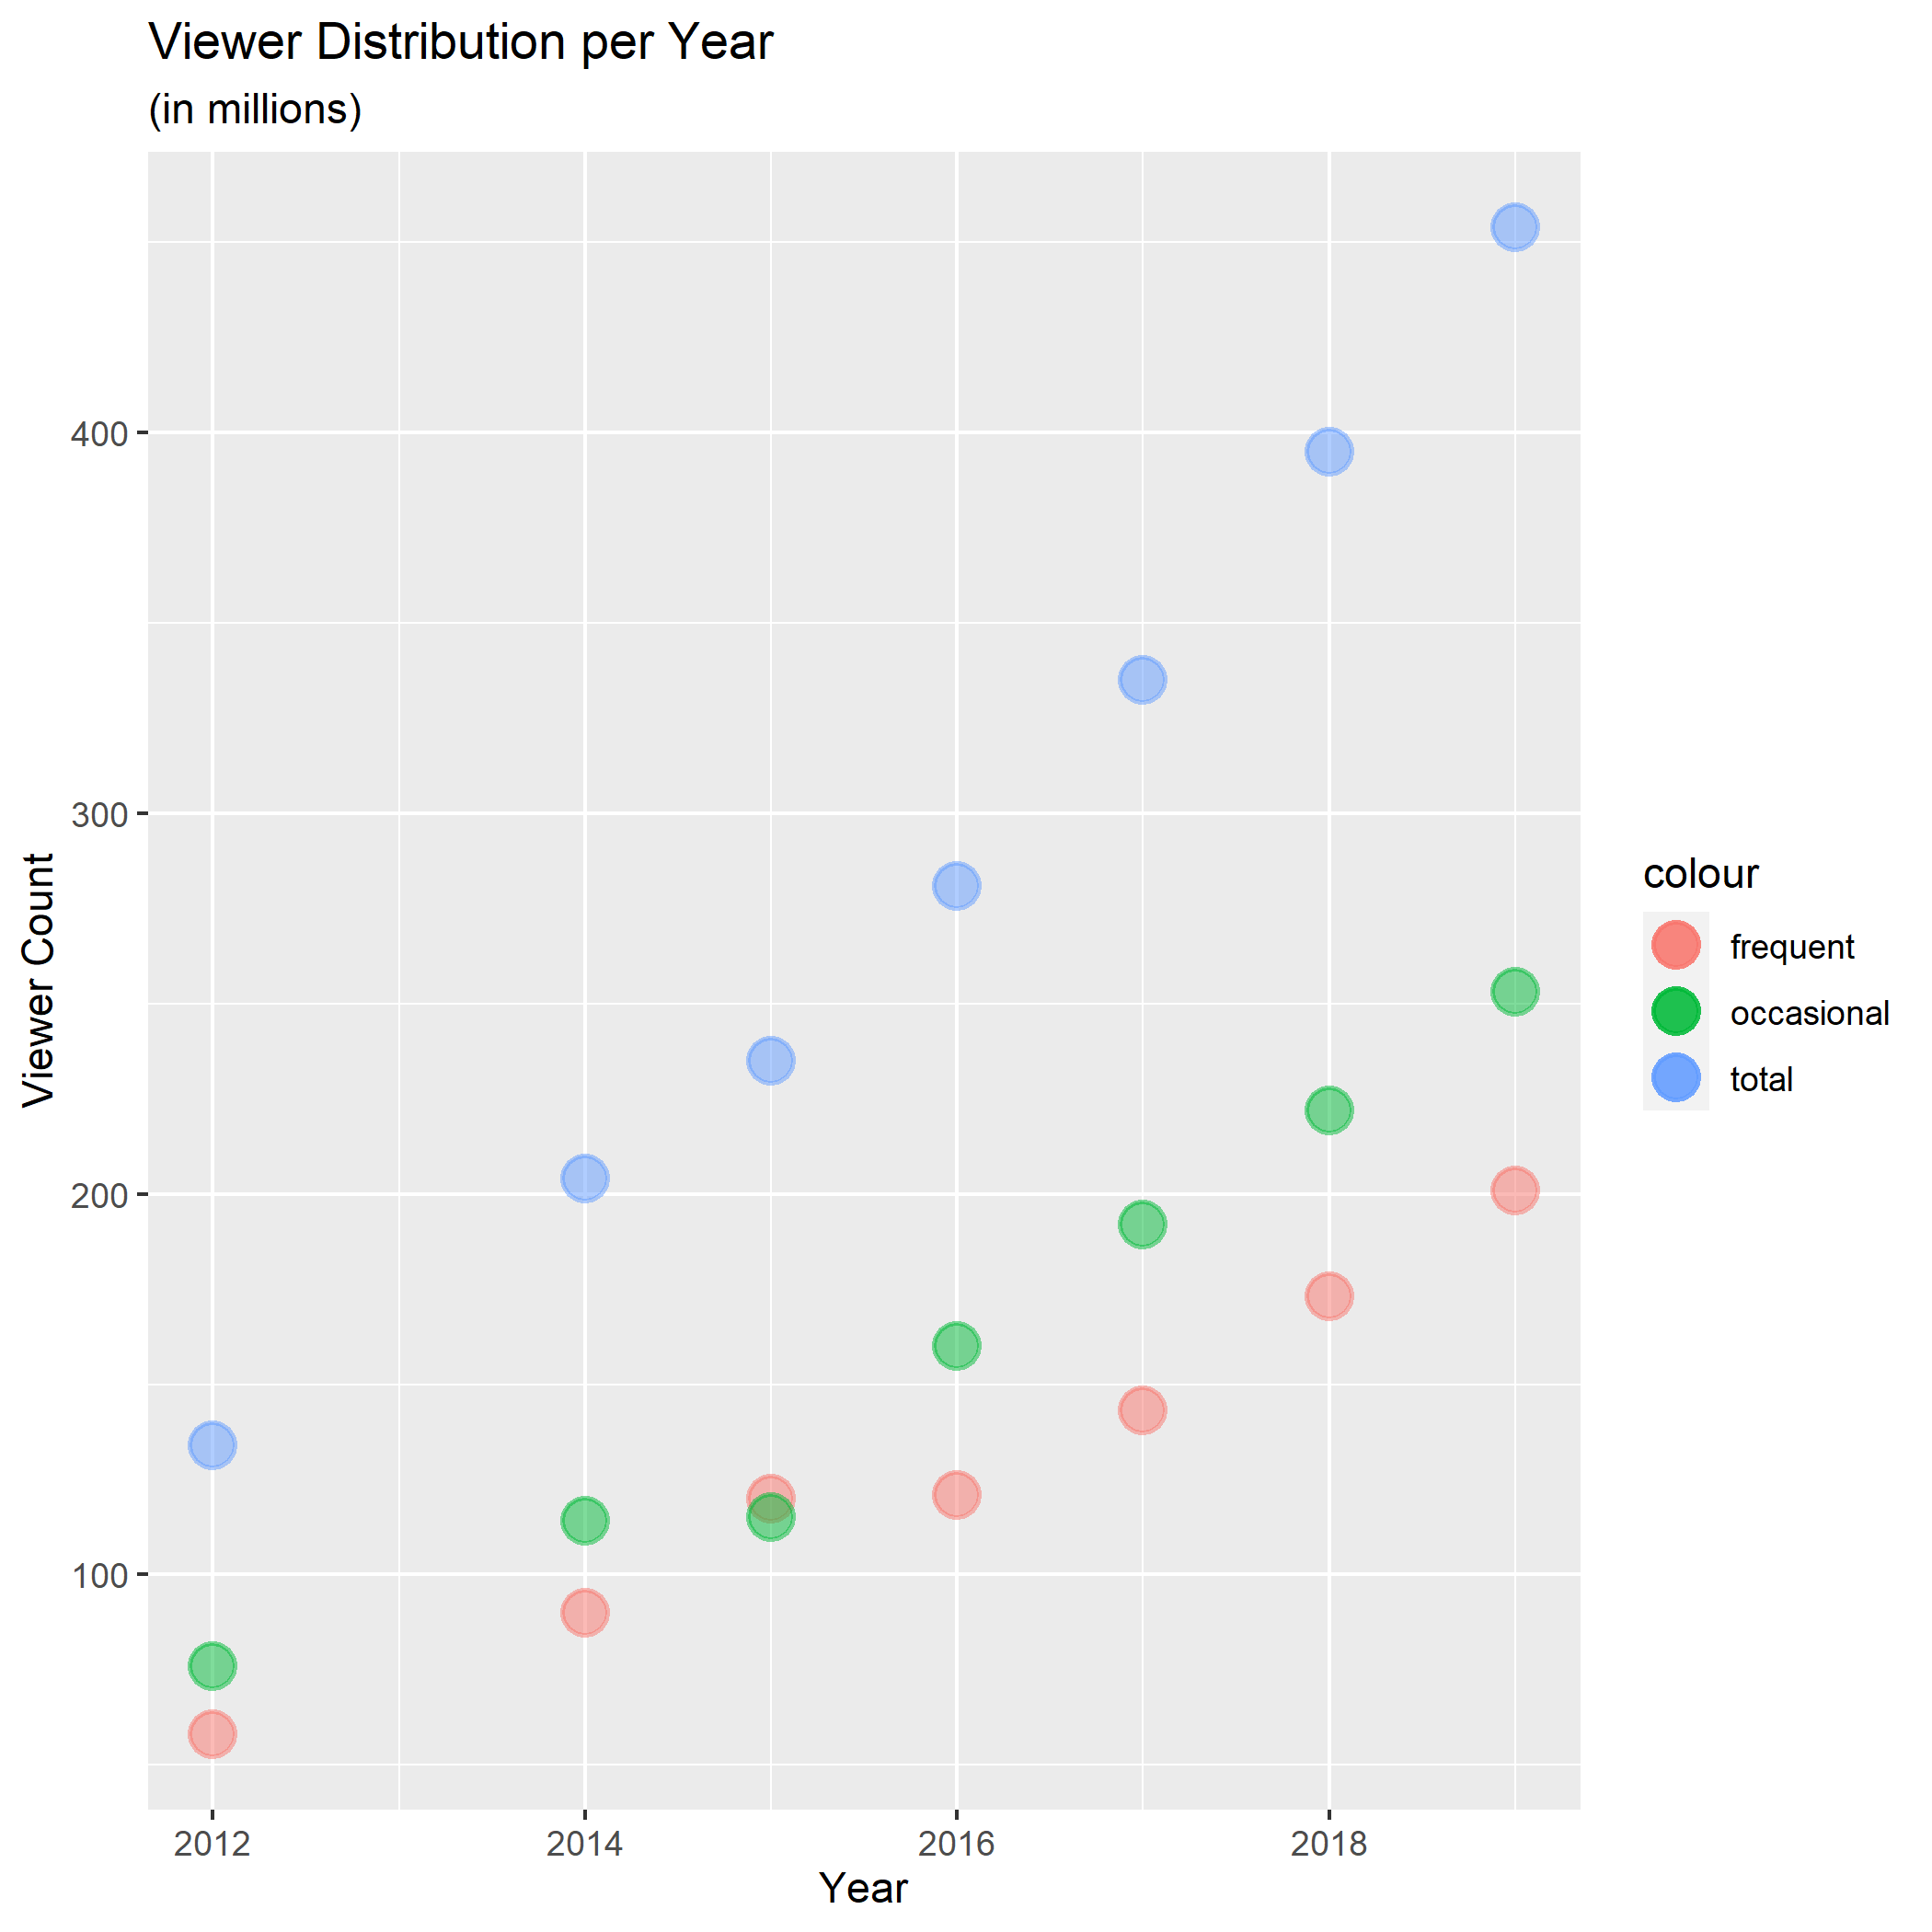 Viewer Distribution per Year
(in millions)
400
300
200
100
Viewer Count
2012 2014 2016 2018
Year
colour
frequent
occasional
total